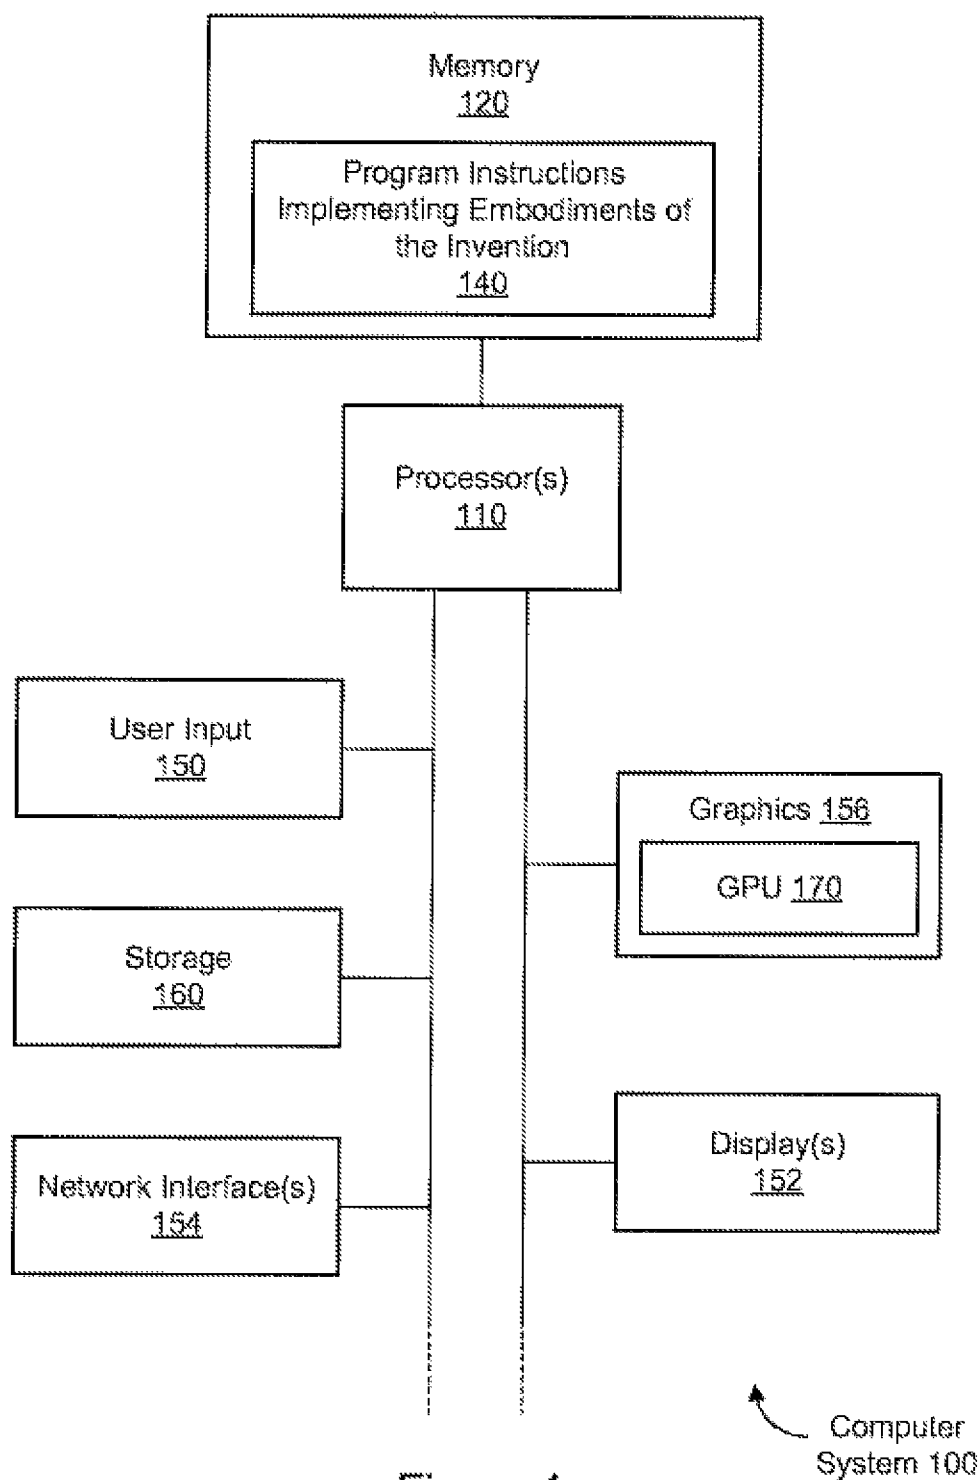 Memory
120
Program Instructions
Implementing Embodiments of
the Invention
140
Processor(s)
110
User Input
150
Graphics 156
GPU 170
Storage
160
Display(s)
152
Network Interface(s)
154
Computer
System 100